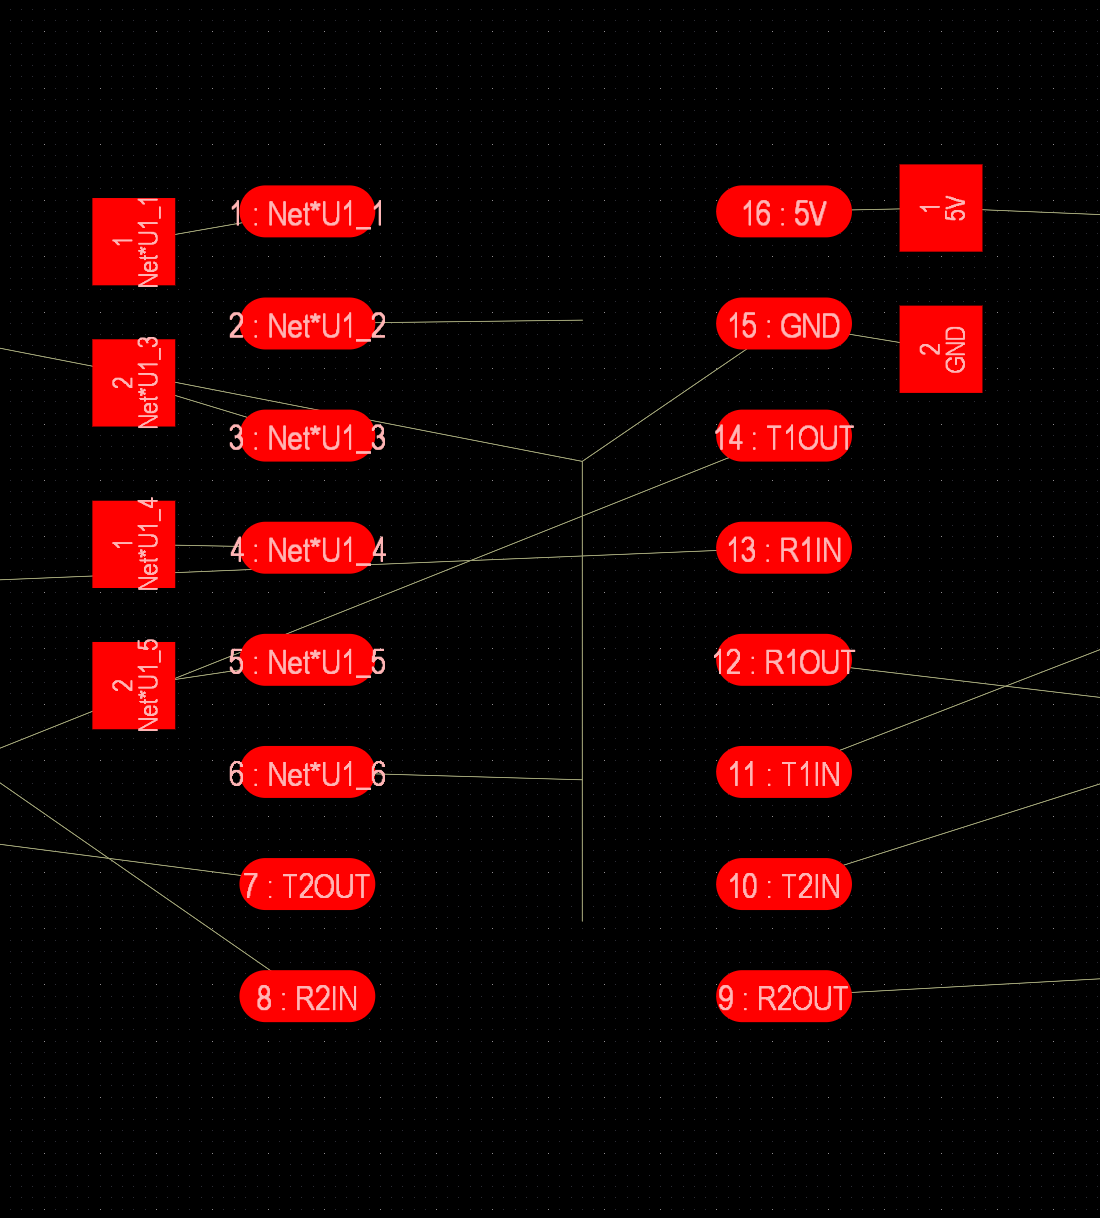 1
Net*U1_1
1 : Net*U1_1
16 : 5V
1
5V
2 : Net*U1_2
15 : GND
2
GND
2
Net*U1_3
3 : Net*U1_3
14 : T1OUT
1
Net*U1_4
4 : Net*U1_4
13 : R1IN
2
Net*U1_5
5 : Net*U1_5
12 : R1OUT
6 : Net*U1_6
11 : T1IN
7 : T2OUT
10 : T2IN
8 : R2IN
9 : R2OUT